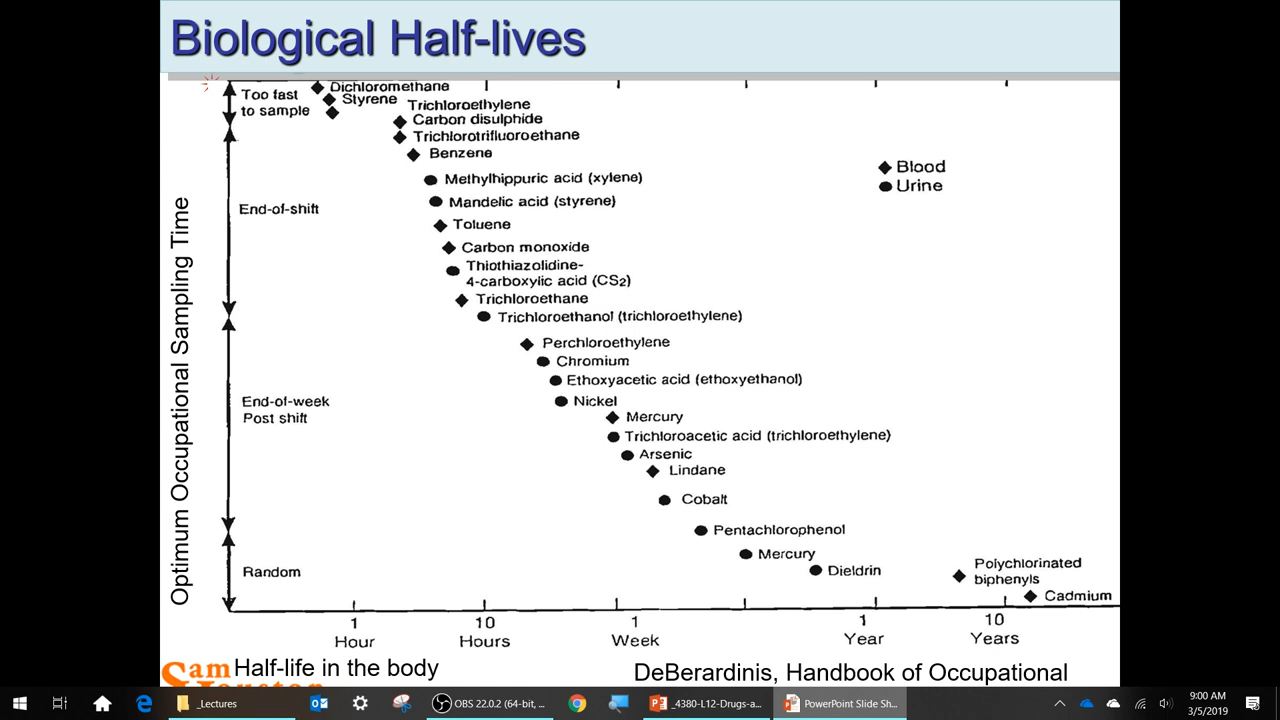 Biological Half-lives
Too fast
to sample
Dichloromethane
Styrene
Trichloroethylene
Carbon disulphide
Trichlorotrifluoroethane
Benzene
Methylhippuric acid (xylene)
Mandelic acid (styrene)
Toluene
Carbon monoxide
Thiothiazolidine-
4-carboxylic acid (CS₂)
Trichloroethane
Trichloroethanol (trichloroethylene)
Perchloroethylene
Chromium
Ethoxyacetic acid (ethoxyethanol)
Nickel
Mercury
Trichloroacetic acid (trichloroethylene)
Arsenic
Lindane
Cobalt
Pentachlorophenol
Mercury
Dieldrin
Polychlorinated
biphenyls
Cadmium
Blood
Urine
End-of-shift
End-of-week
Post shift
Random
Optimum Occupational Sampling Time
1
Hour
10
Hours
1
Week
1
Year
10
Years
Sam
Half-life in the body
DeBerardinis, Handbook of Occupational
_Lectures
OBS 22.0.2 (64-bit, ...
_4380-L12-Drugs-a...
PowerPoint Slide Sh...
9:00 AM
3/5/2019